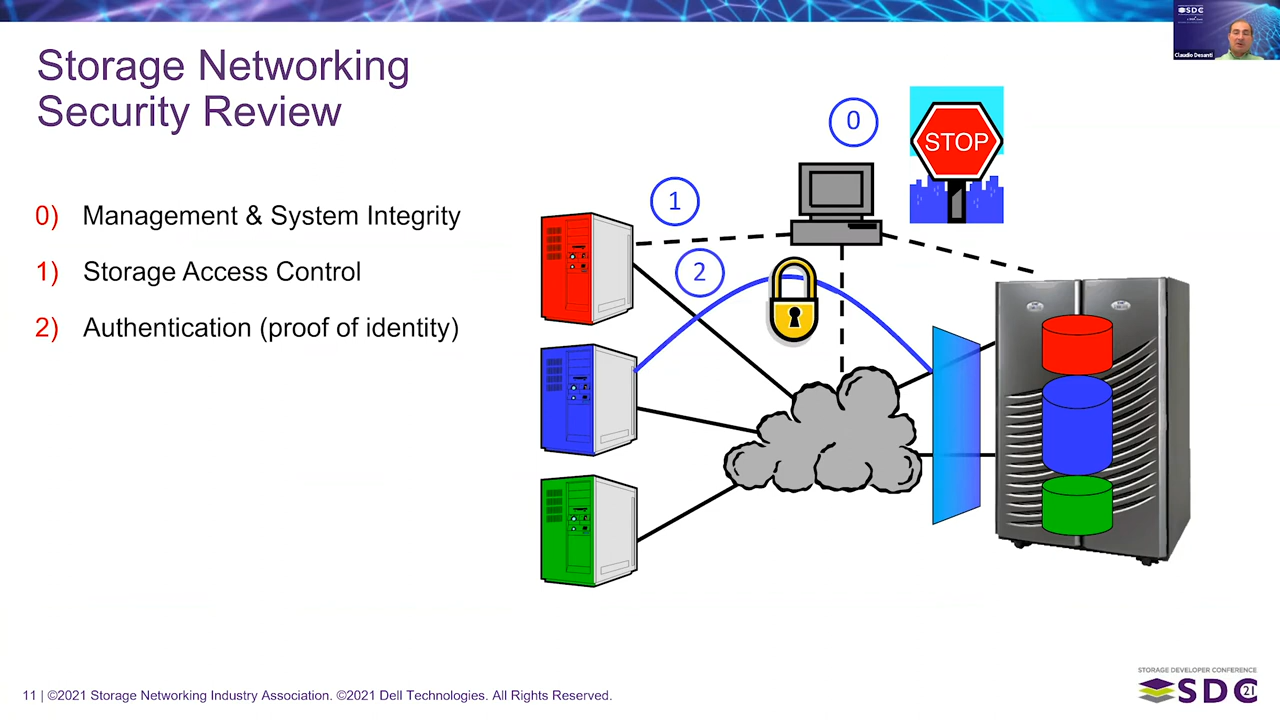 Storage Networking
Security Review
0) Management & System Integrity
1) Storage Access Control
2) Authentication (proof of identity)
0
STOP
1
2
SDC
Claudio Desanti
11 | ©2021 Storage Networking Industry Association. ©2021 Dell Technologies. All Rights Reserved.
STORAGE DEVELOPER CONFERENCE
SDC 21